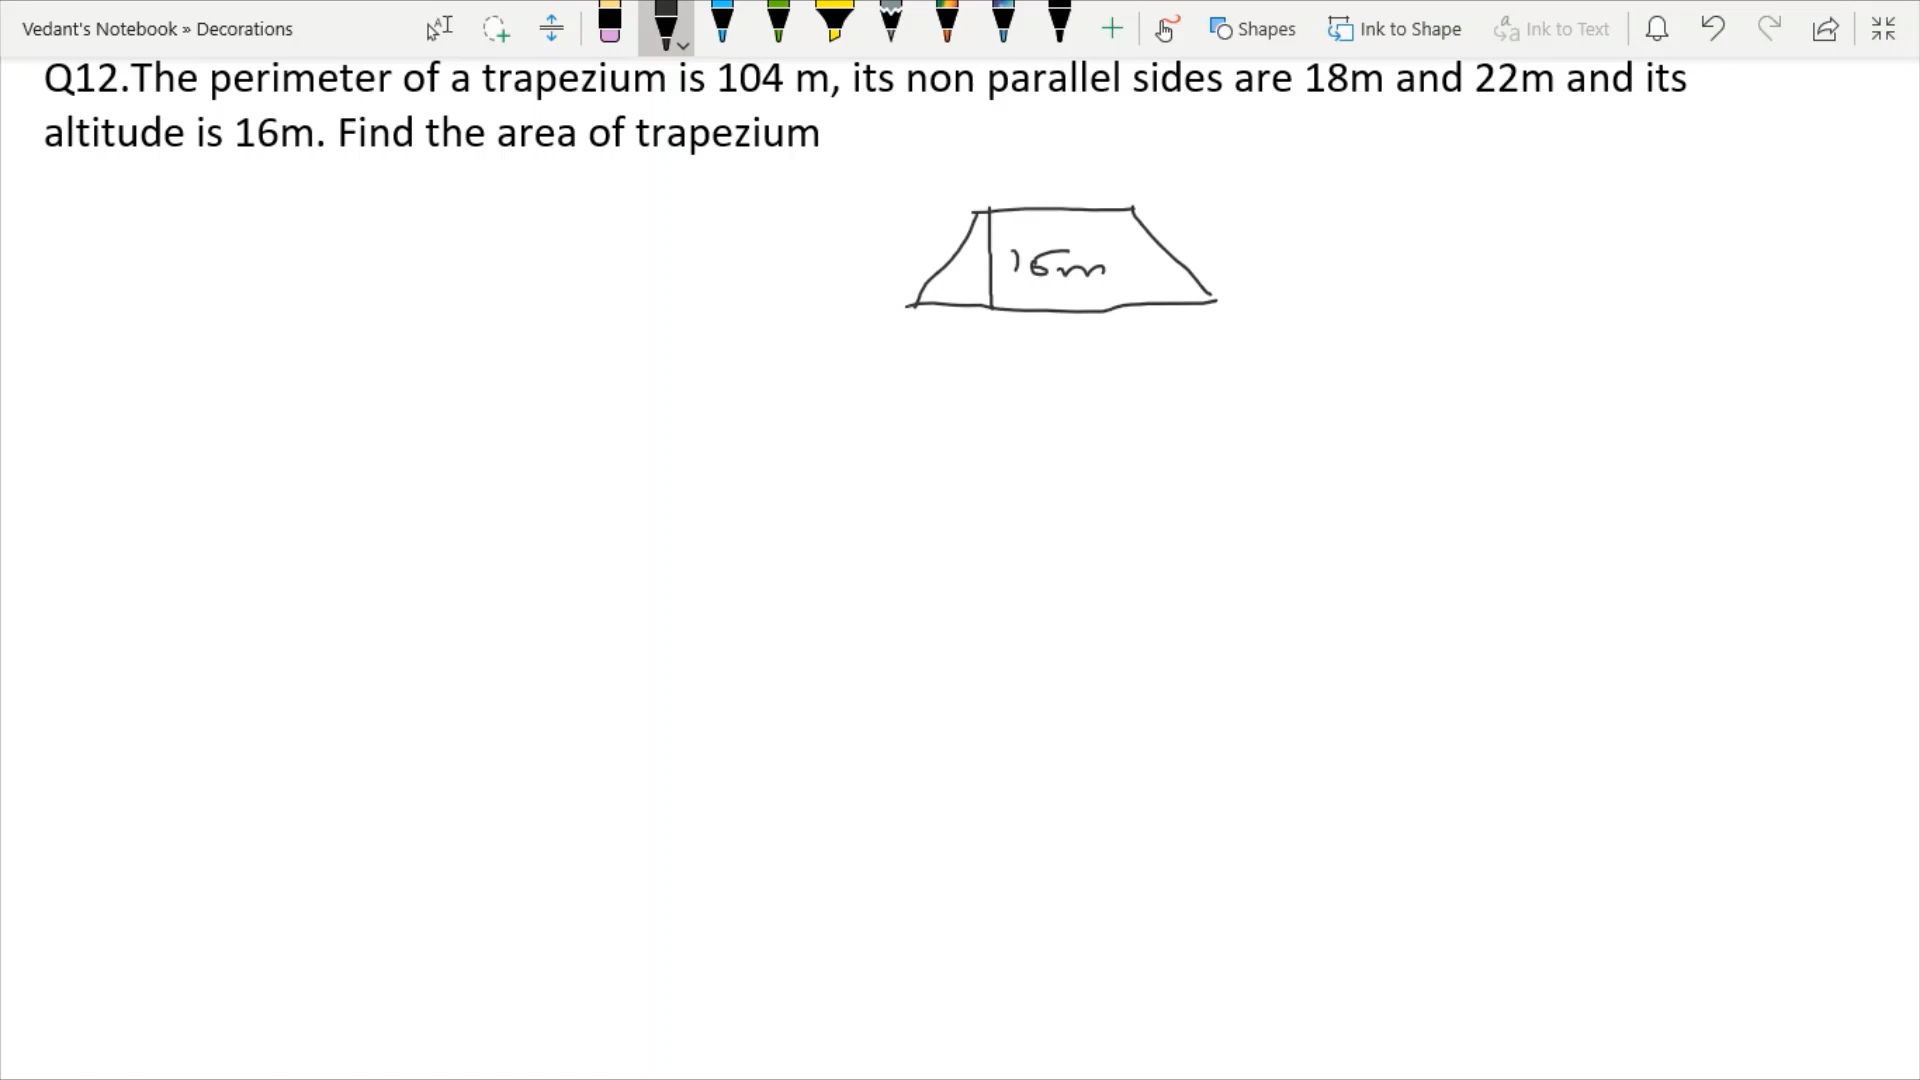 Vedant's Notebook » Decorations
Shapes
Ink to Shape
Ink to Text
Q12.The perimeter of a trapezium is 104 m, its non parallel sides are 18m and 22m and its
altitude is 16m. Find the area of trapezium
16m